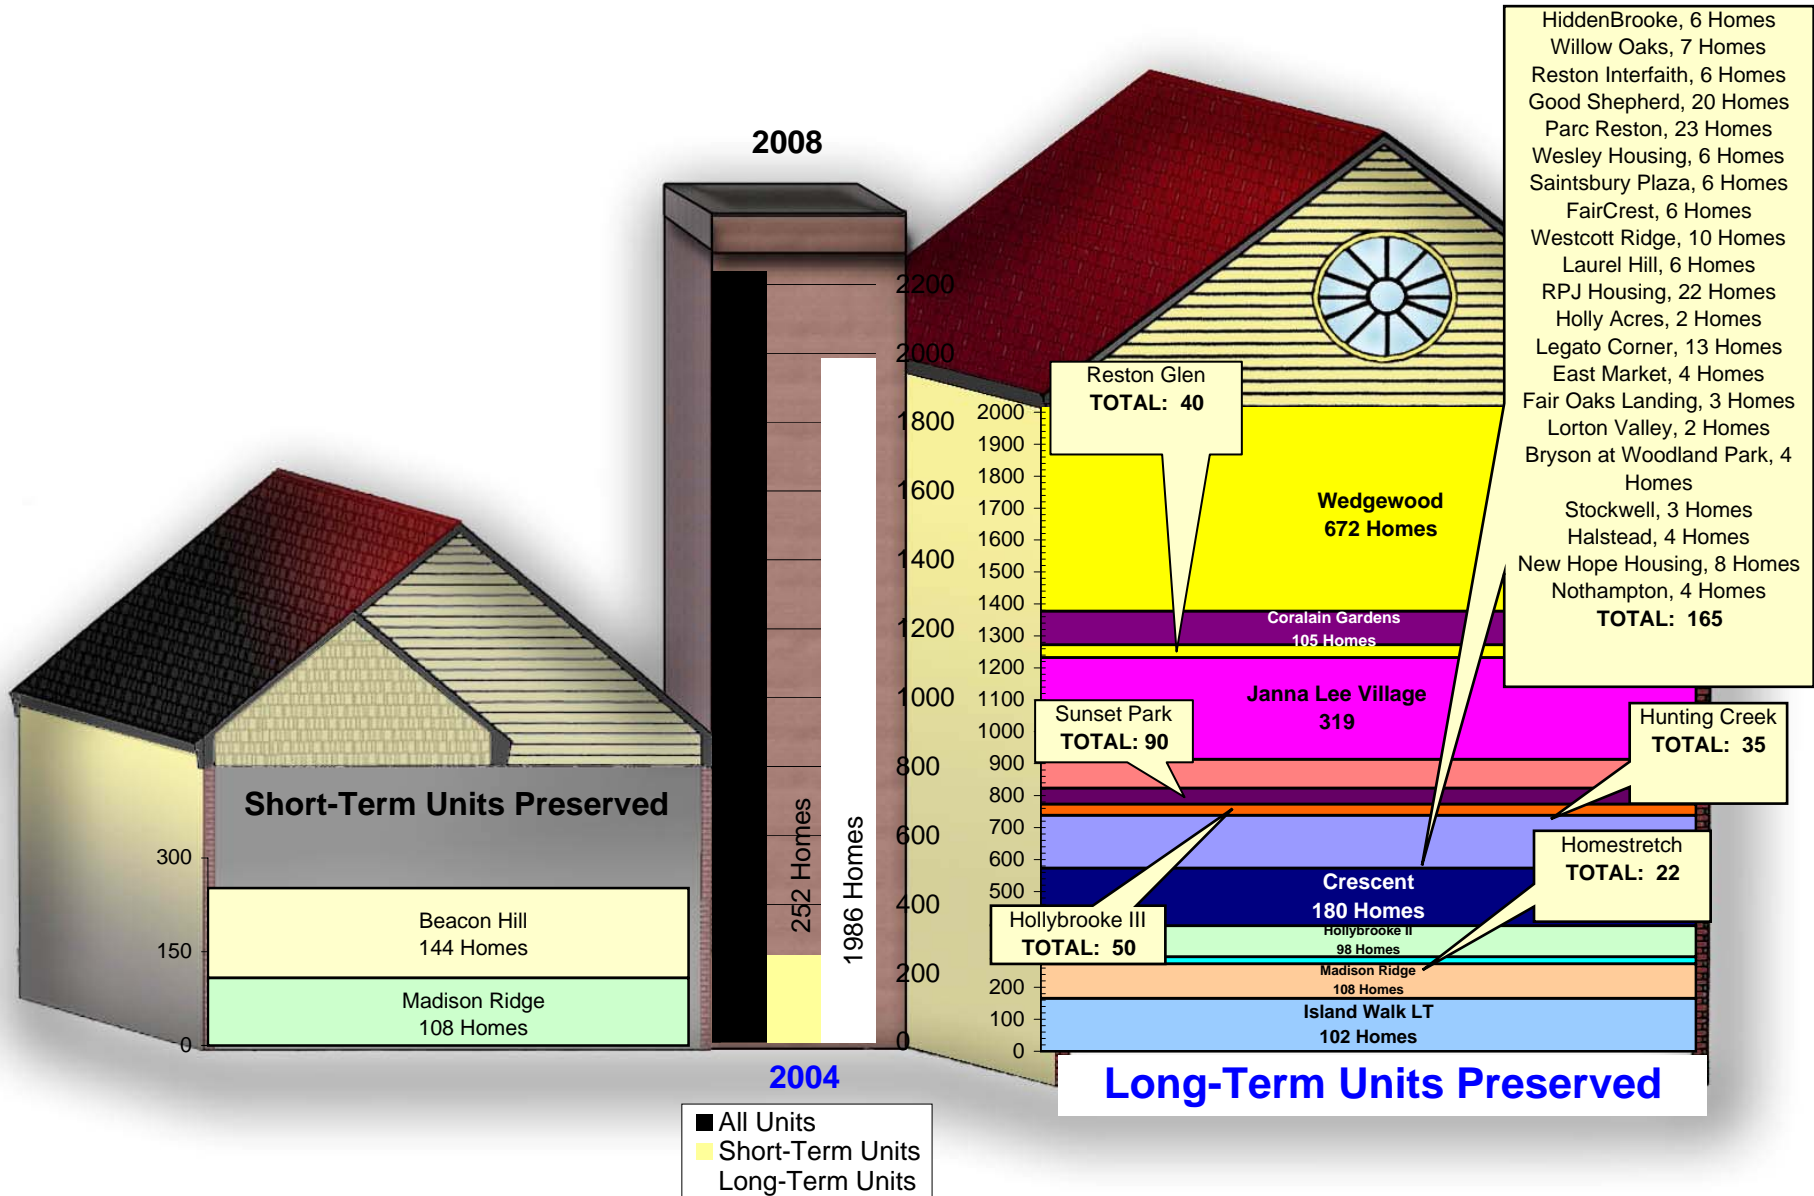 HiddenBrooke, 6 Homes
Willow Oaks, 7 Homes
Reston Interfaith, 6 Homes
Good Shepherd, 20 Homes
Parc Reston, 23 Homes
Wesley Housing, 6 Homes
Saintsbury Plaza, 6 Homes
FairCrest, 6 Homes
Westcott Ridge, 10 Homes
Laurel Hill, 6 Homes
RPJ Housing, 22 Homes
Holly Acres, 2 Homes
Legato Corner, 13 Homes
East Market, 4 Homes
Fair Oaks Landing, 3 Homes
Lorton Valley, 2 Homes
Bryson at Woodland Park, 4
Homes
Stockwell, 3 Homes
Halstead, 4 Homes
New Hope Housing, 8 Homes
Nothampton, 4 Homes
TOTAL: 165
2008
2200
2000
1800
1600
1400
1200
1000
800
600
400
200
0
252 Homes
1986 Homes
2004
All Units
Short-Term Units
Long-Term Units
Short-Term Units Preserved
300
150
0
Beacon Hill
144 Homes
Madison Ridge
108 Homes
Reston Glen
TOTAL: 40
2000
1900
1800
1700
1600
1500
1400
1300
1200
1100
1000
900
800
700
600
500
200
100
0
Wedgewood
672 Homes
Coralain Gardens
105 Homes
Janna Lee Village
319
Sunset Park
TOTAL: 90
Hunting Creek
TOTAL: 35
Homestretch
TOTAL: 22
Crescent
180 Homes
Hollybrooke III
TOTAL: 50
Hollybrooke II
98 Homes
Madison Ridge
108 Homes
Island Walk LT
102 Homes
Long-Term Units Preserved